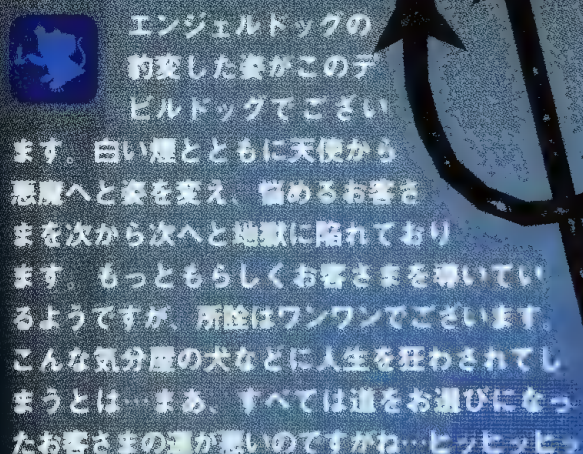 エンジェルドッグの
豹変した姿がこのデ
ビルドッグでござい
ます。白い煙とともに天使から
悪魔へと姿を変え、悩めるお客さ
まを次から次へと地獄に陥れており
ます。もっともらしくお客さまを導いてい
るようですが、所詮はワンワンでございます。
こんな気分屋の犬などに人生を狂わされてし
まうとは…まあ、すべては道をお選びになっ
たお客さまの運が悪いのですがね…ヒッヒッヒッ